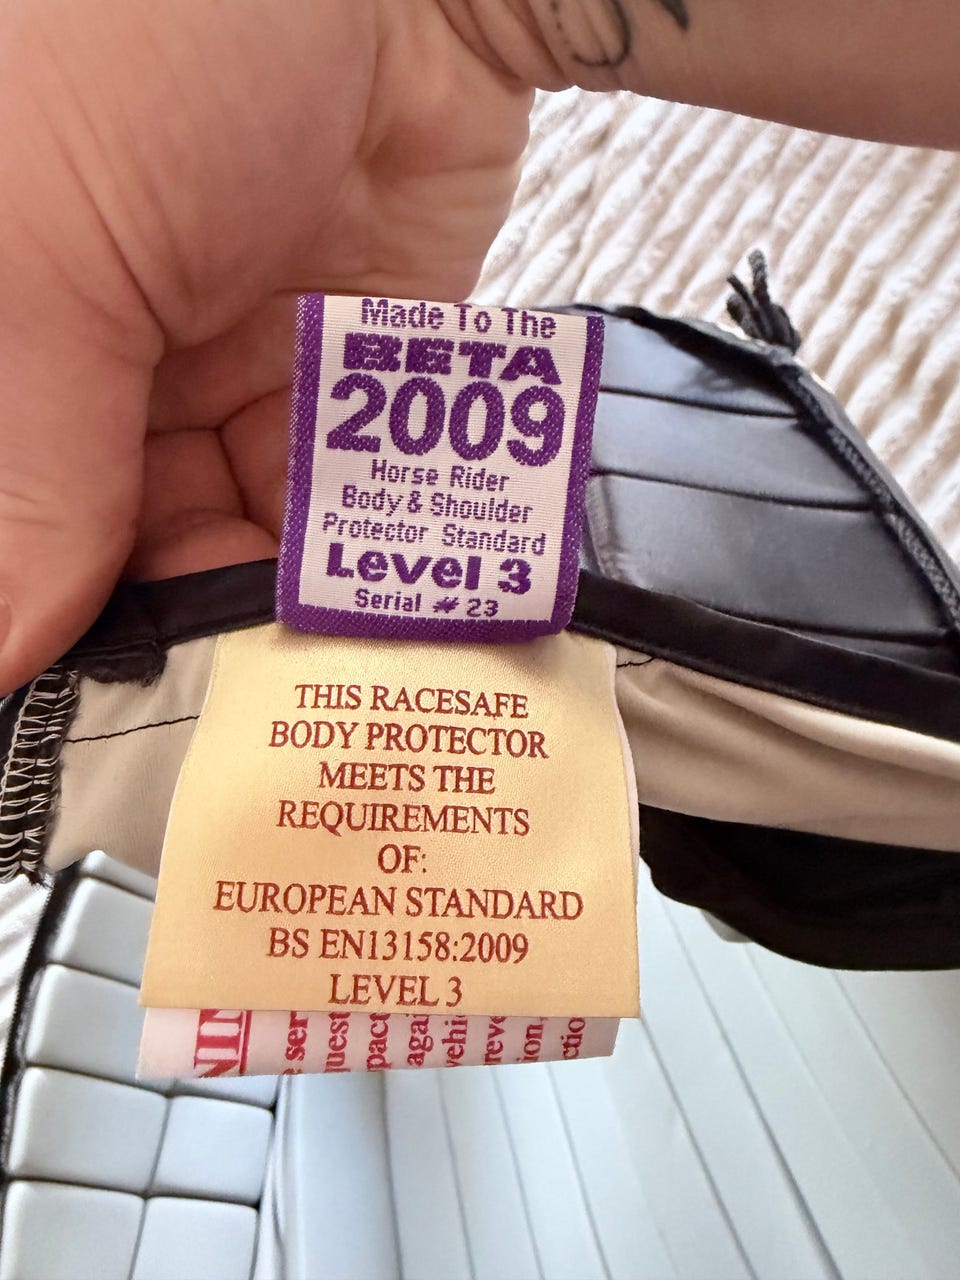 Made To The
BETA
2009
Horse Rider
Body & Shoulder
Protector Standard
Level 3
Serial # 23
THIS RACESAFE
BODY PROTECTOR
MEETS THE
REQUIREMENTS
OF:
EUROPEAN STANDARD
BS EN13158:2009
LEVEL 3